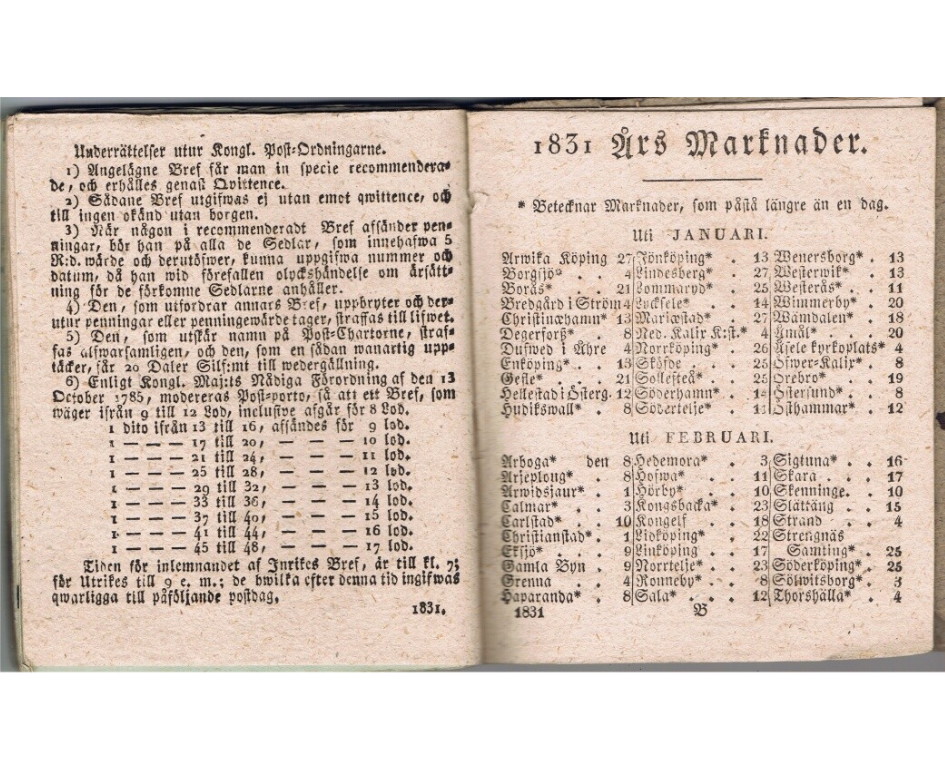 Underrättelser utur Kongl. Post-Ordningarne.
1) Angelägne Bref får man in specie recommendera-
de, och erhålles genast Qvittence.
2) Sådane Bref utgifwas ej utan emot qwittence, och
till ingen okänd utan borgen.
3) När någon i recommenderadt Bref affänder pen-
ningar, bör han på alla de Sedlar, som innehafwa 5
R:d. wärde och derutöfwer, kunna uppgifwa nummer och
datum, då han wid förefallen olyckshändelse om ärsätt-
ning för de förkomne Sedlarne anhåller.
4) Den, som utfordrar annars Bref, uppbryter och der-
utur penningar eller penningewärde tager, straffas till lifwet.
5) Den, som utskär namn på Post-Chartorne, straf-
fas alfwarsamligen, och den, som en sådan wanartig upp-
täcker, får 20 Daler Silf:mt till wedergällning.
6) Enligt Kongl. Maj:ts Nådiga Förordning af den 13
October 1785, modereras Post-porto, så att ett Bref, som
wäger ifrån 9 till 12 Lod, inclusive afgår för 8 Lod.
1 dito ifrån 13 till 16, affändes för 9 lod.
1 — — — 17 till 20, — — — 10 lod.
1 — — — 21 till 24, — — — 11 lod.
1 — — — 25 till 28, — — — 12 lod.
1 — — — 29 till 32, — — — 13 lod.
1 — — — 33 till 36, — — — 14 lod.
1 — — — 37 till 40, — — — 15 lod.
1 — — — 41 till 44, — — — 16 lod.
1 — — — 45 till 48, — — — 17 lod.
Tiden för inlemnandet af Inrikes Bref, är till kl. 7;
för Utrikes till 9 e. m.; de hwilka efter denna tid ingifwas
qwarligga till påföljande postdag.
1831.
1831 Års Marknader.
* Betecknar Marknader, som påstå längre än en dag.
Uti JANUARI.
Arwika Köping 27 Jönköping* . 13 Wenersborg* . 13
Borgsjö* . 4 Lindesberg* . 27 Westerwik* . 13
Borås* . . 21 Lommaryd* . 25 Westerås* . . 11
Bredgård i Ström 4 Lycksele* . . 14 Wimmerby* . 20
Christinæhamn* 13 Mariæstad* . 27 Wåmdalen* . 18
Degerforß* . 8 Ned. Kalix K:st.* 4 Åmål* . . 20
Dufwed i Åhre 4 Norrköping* . 26 Åsele kyrkoplats* 4
Enköping* . . 13 Sköfde . . 25 Öfwer-Kalix* . 8
Gefle* . . 21 Sollefteå* . . 25 Örebro* . . 19
Hellestad i Österg. 12 Söderhamn* . 12 Östersund* . . 8
Hudikswall* . 8 Södertelje* . 11 Östhammar* . 12
Uti FEBRUARI.
Arboga* den 8 Hedemora* . . 3 Sigtuna* . . 16
Arjeplong* . 8 Hofwa* . . 11 Skara . . . 17
Arwidsjaur* . 1 Hörby* . . 10 Skenninge. . 10
Calmar* . . 3 Kongsbacka* . 23 Slättäng . . 15
Carlstad* . . 10 Kongelf . . 18 Strand . . 4
Christianstad* . 1 Lidköping* . 22 Strengnäs
Eksjö* . . 9 Linköping . 17 Samting* . 25
Gamla Byn . 9 Norrtelje* . . 23 Söderköping* . 25
Grenna . . 4 Ronneby* . . 8 Sölwitsborg* . 3
Haparanda* . 8 Sala* . . . 12 Thorshälla* . 4
1831 B